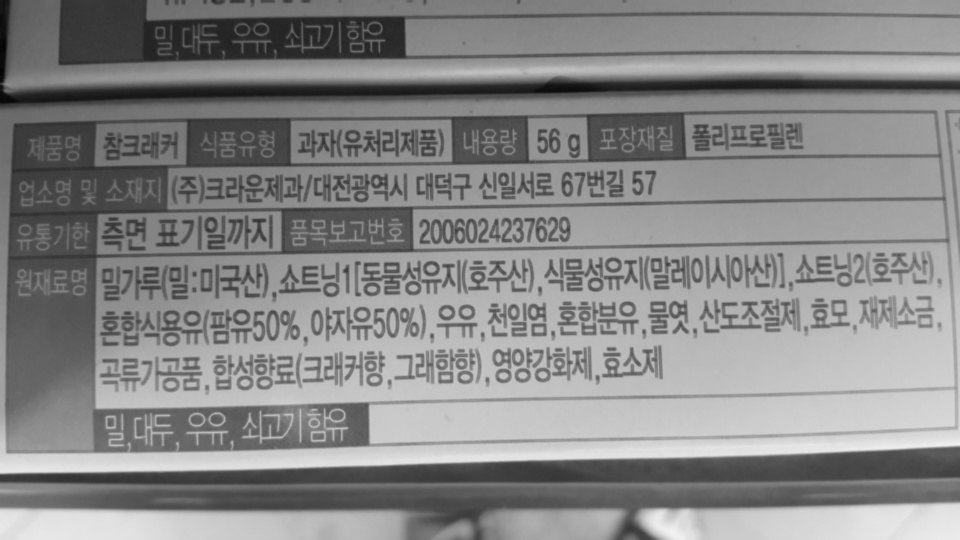 밀,대두, 우유, 쇠고기 함유
제품명 참크래커 식품유형 과자(유처리제품) 내용량 56 g 포장재질 폴리프로필렌
업소명 및 소재지 (주)크라운제과/대전광역시 대덕구 신일서로 67번길 57
유통기한 측면 표기일까지 품목보고번호 2006024237629
원재료명 밀가루(밀:미국산),쇼트닝1[동물성유지(호주산),식물성유지(말레이시아산)],쇼트닝2(호주산),
혼합식용유(팜유50%, 야자유50%),우유,천일염,혼합분유,물엿,산도조절제,효모,재제소금,
곡류가공품,합성향료(크래커향,그래함향),영양강화제,효소제
밀,대두, 우유, 쇠고기 함유